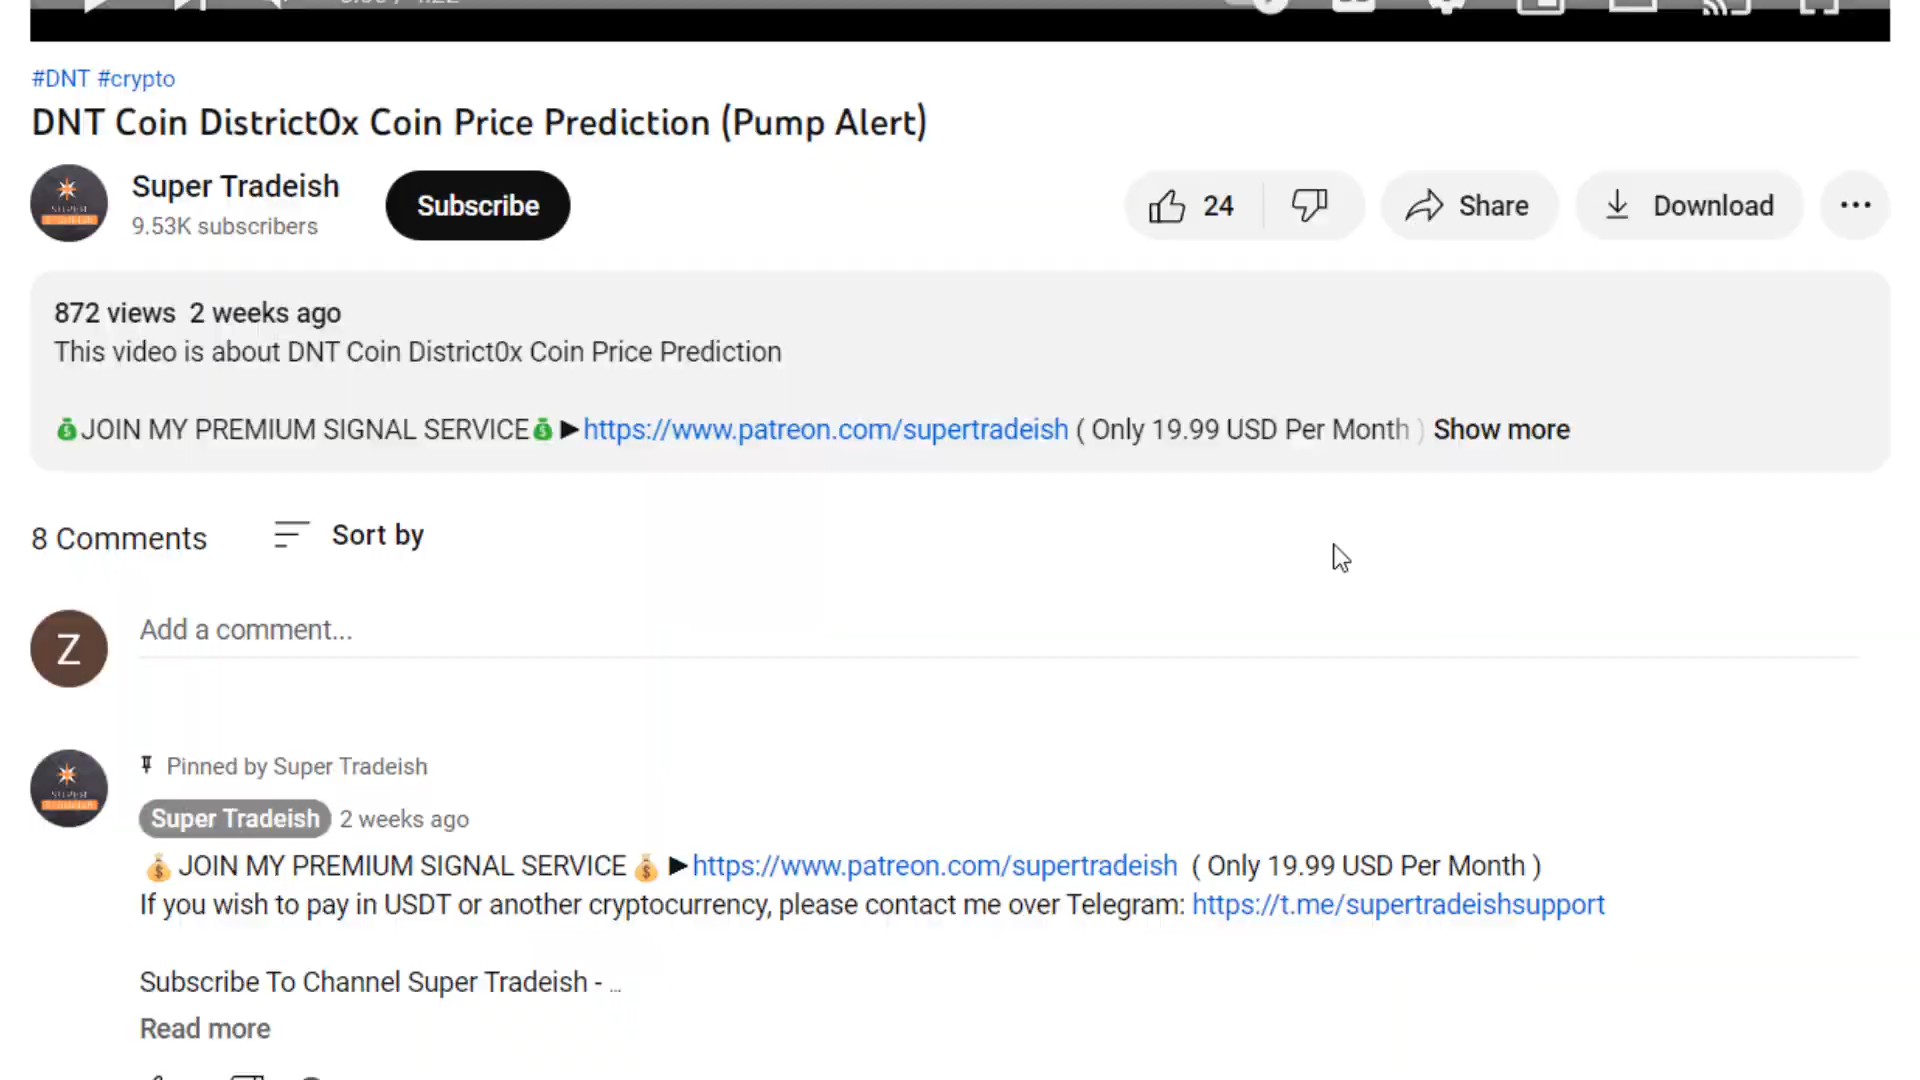 #DNT #crypto
DNT Coin District0x Coin Price Prediction (Pump Alert)
Super Tradeish
9.53K subscribers
Subscribe
24
Share
Download
872 views 2 weeks ago
This video is about DNT Coin District0x Coin Price Prediction
💰JOIN MY PREMIUM SIGNAL SERVICE💰►https://www.patreon.com/supertradeish ( Only 19.99 USD Per Month ) Show more
8 Comments
Sort by
Z
Add a comment...
Pinned by Super Tradeish
Super Tradeish 2 weeks ago
💰 JOIN MY PREMIUM SIGNAL SERVICE 💰 ►https://www.patreon.com/supertradeish ( Only 19.99 USD Per Month )
If you wish to pay in USDT or another cryptocurrency, please contact me over Telegram: https://t.me/supertradeishsupport
Subscribe To Channel Super Tradeish - ...
Read more